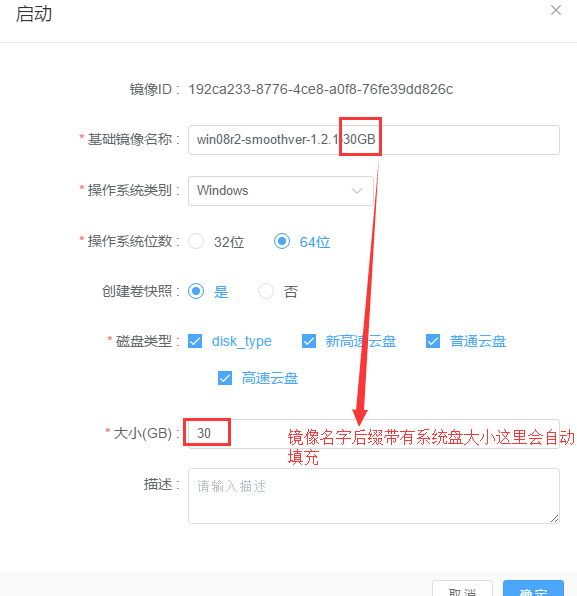 启动
镜像ID : 192ca233-8776-4ce8-a0f8-76fe39dd826c
* 基础镜像名称 : win08r2-smoothver-1.2.1-30GB
* 操作系统类别 : Windows
* 操作系统位数 : 32位 64位
创建卷快照 : 是 否
* 磁盘类型 : disk_type 新高速云盘 普通云盘
高速云盘
* 大小(GB) : 30
镜像名字后缀带有系统盘大小这里会自动
填充
描述 : 请输入描述
取消 确定